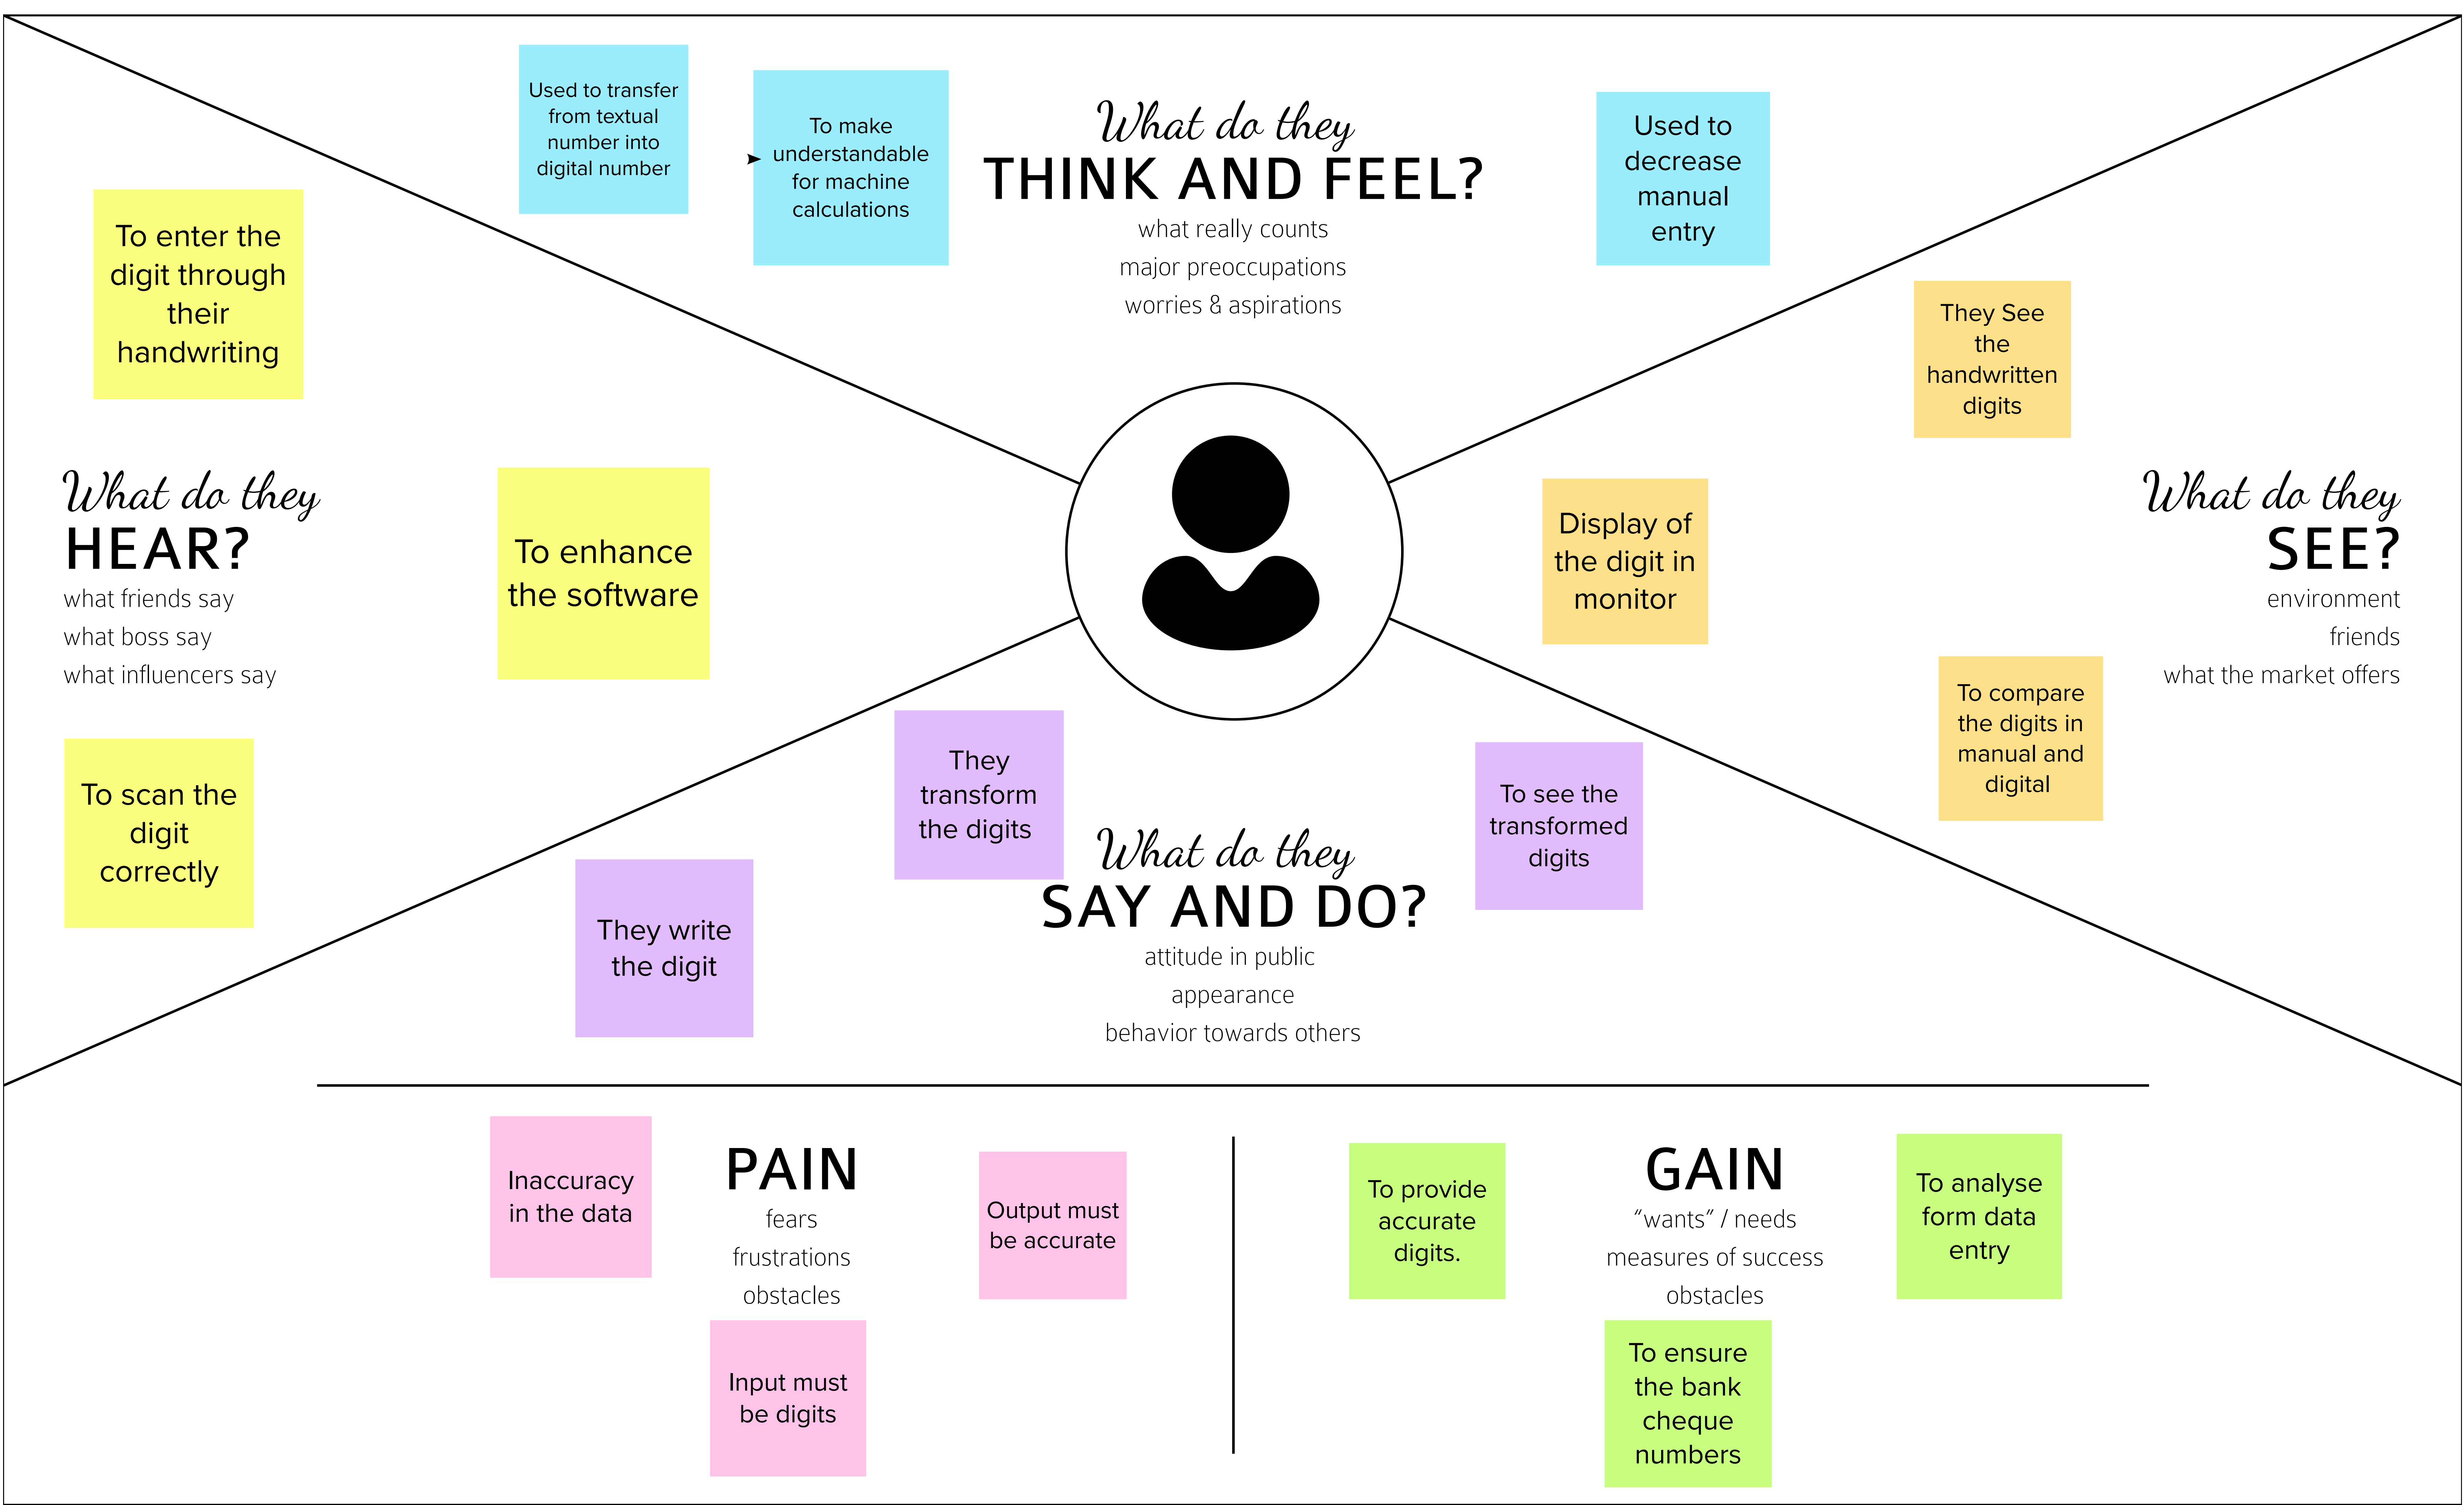 Used to transfer
from textual
number into
digital number
To make
understandable
for machine
calculations
What do they
THINK AND FEEL?
what really counts
major preoccupations
worries & aspirations
Used to
decrease
manual
entry
To enter the
digit through
their
handwriting
What do they
HEAR?
what friends say
what boss say
what influencers say
To enhance
the software
To scan the
digit
correctly
They See
the
handwritten
digits
Display of
the digit in
monitor
What do they
SEE?
environment
friends
what the market offers
To compare
the digits in
manual and
digital
They
transform
the digits
They write
the digit
What do they
SAY AND DO?
attitude in public
appearance
behavior towards others
To see the
transformed
digits
Inaccuracy
in the data
PAIN
fears
frustrations
obstacles
Output must
be accurate
Input must
be digits
To provide
accurate
digits.
GAIN
“wants” / needs
measures of success
obstacles
To analyse
form data
entry
To ensure
the bank
cheque
numbers